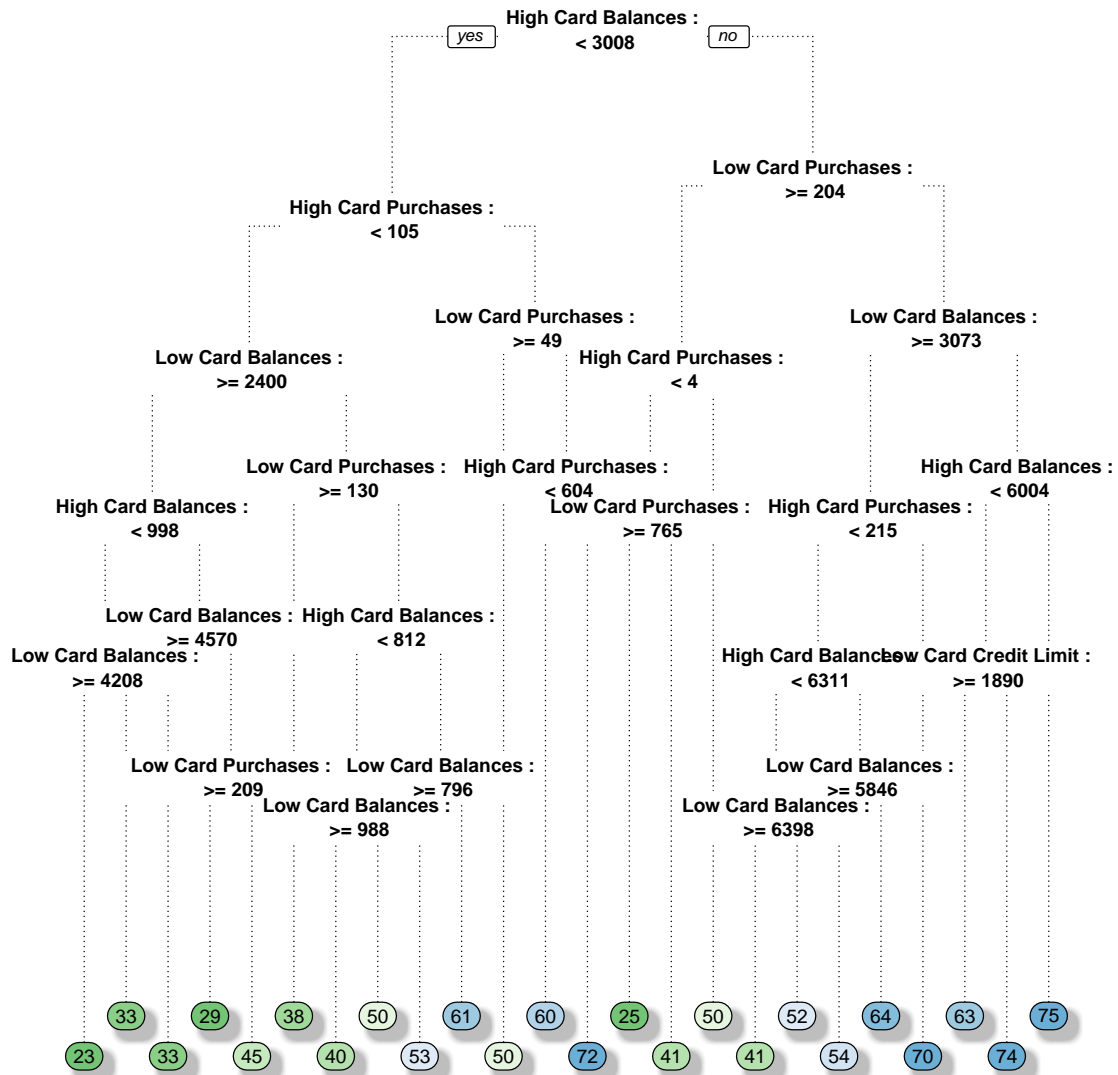 High Card Balances :
< 3008
yes
no
Low Card Purchases :
>= 204
High Card Purchases :
< 105
Low Card Purchases :
>= 49
Low Card Balances :
>= 3073
Low Card Balances :
>= 2400
High Card Purchases :
< 4
Low Card Purchases :
>= 130
High Card Purchases :
< 604
High Card Balances :
< 6004
High Card Balances :
< 998
Low Card Purchases :
>= 765
High Card Purchases :
< 215
Low Card Balances :
>= 4570
High Card Balances :
< 812
Low Card Balances :
>= 4208
High Card Balances :
< 6311
Low Card Credit Limit :
>= 1890
Low Card Purchases :
>= 209
Low Card Balances :
>= 796
Low Card Balances :
>= 5846
Low Card Balances :
>= 988
Low Card Balances :
>= 6398
33 29 38 50 61 60 25 50 52 64 63 75
23 33 45 40 53 50 72 41 41 54 70 74